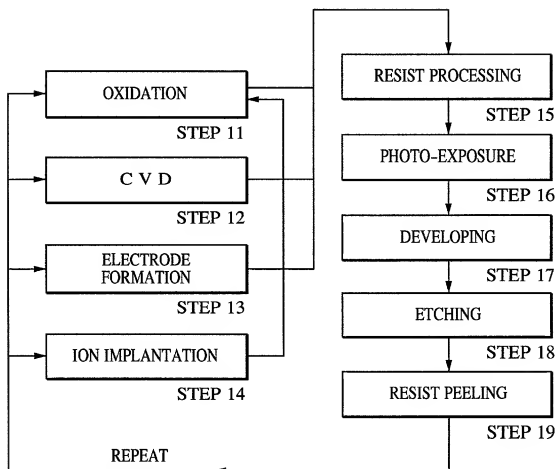 OXIDATION
STEP 11
C V D
STEP 12
ELECTRODE
FORMATION
STEP 13
ION IMPLANTATION
STEP 14
REPEAT
RESIST PROCESSING
STEP 15
PHOTO-EXPOSURE
STEP 16
DEVELOPING
STEP 17
ETCHING
STEP 18
RESIST PEELING
STEP 19